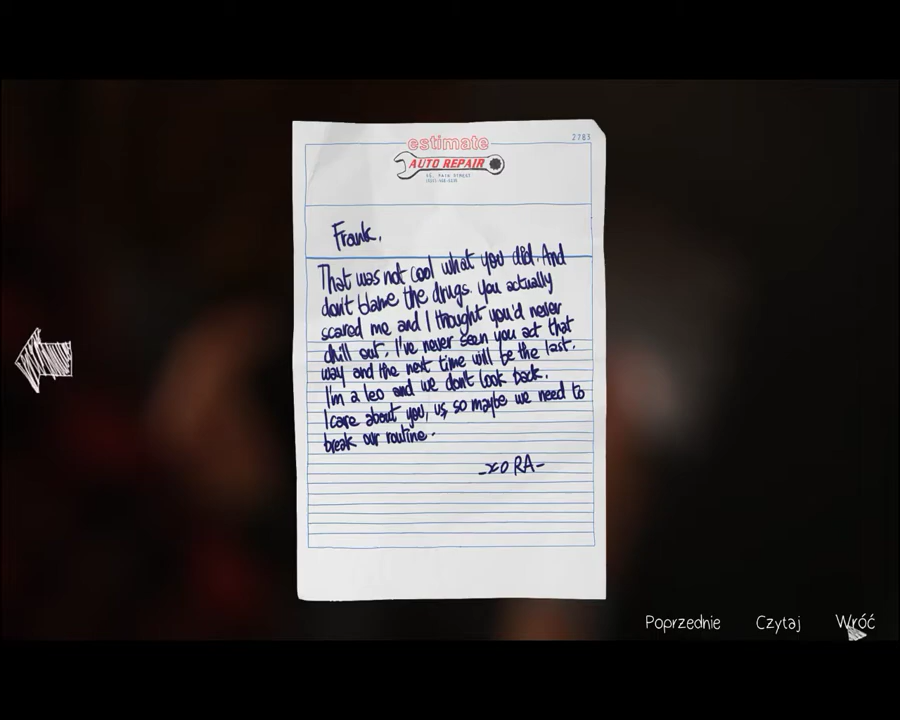 2783
estimate
AUTO REPAIR
Frank,
That was not cool what you did. And
don't blame the drugs. You actually
scared me and I thought you'd never
chill out. I've never seen you act that
way and the next time will be the last.
I'm a leo and we don't look back.
I care about you, us, so maybe we need to
break our routine.
-xo RA-
Poprzednie Czytaj Wróć